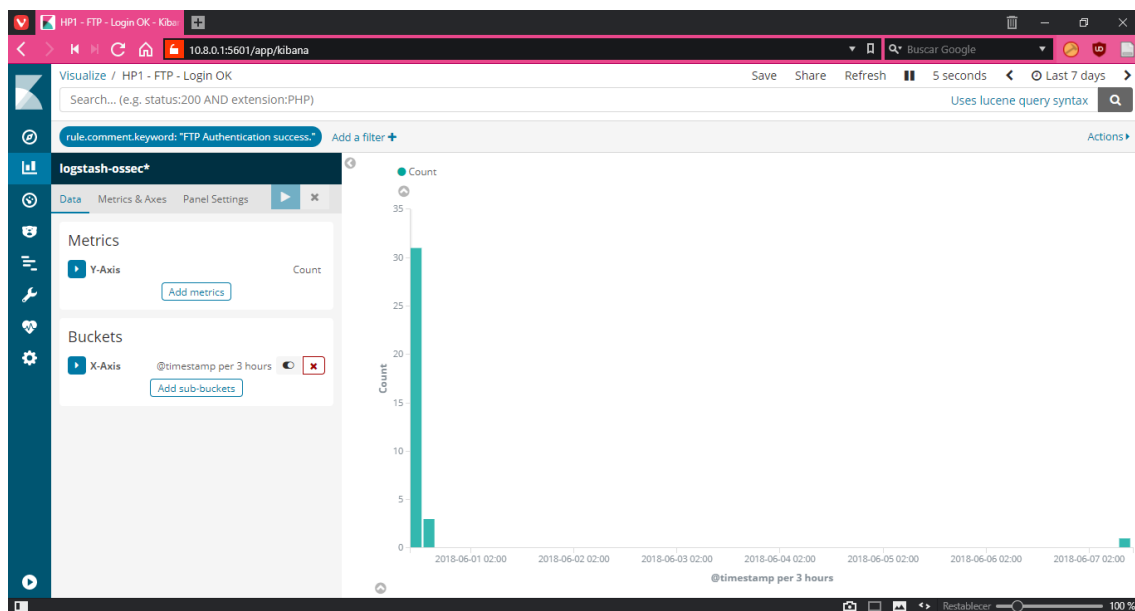 HP1 - FTP - Login OK - Kiba
10.8.0.1:5601/app/kibana
Buscar Google
Visualize / HP1 - FTP - Login OK
Save Share Refresh 5 seconds Last 7 days
Search... (e.g. status:200 AND extension:PHP)
Uses lucene query syntax
rule.comment.keyword: "FTP Authentication success."
Add a filter
Actions
logstash-ossec*
Data Metrics & Axes Panel Settings
Metrics
Y-Axis Count
Add metrics
Buckets
X-Axis @timestamp per 3 hours
Add sub-buckets
Count
35
30
25
20
15
10
5
0
Count
2018-06-01 02:00 2018-06-02 02:00 2018-06-03 02:00 2018-06-04 02:00 2018-06-05 02:00 2018-06-06 02:00 2018-06-07 02:00
@timestamp per 3 hours
Restablecer 100 %